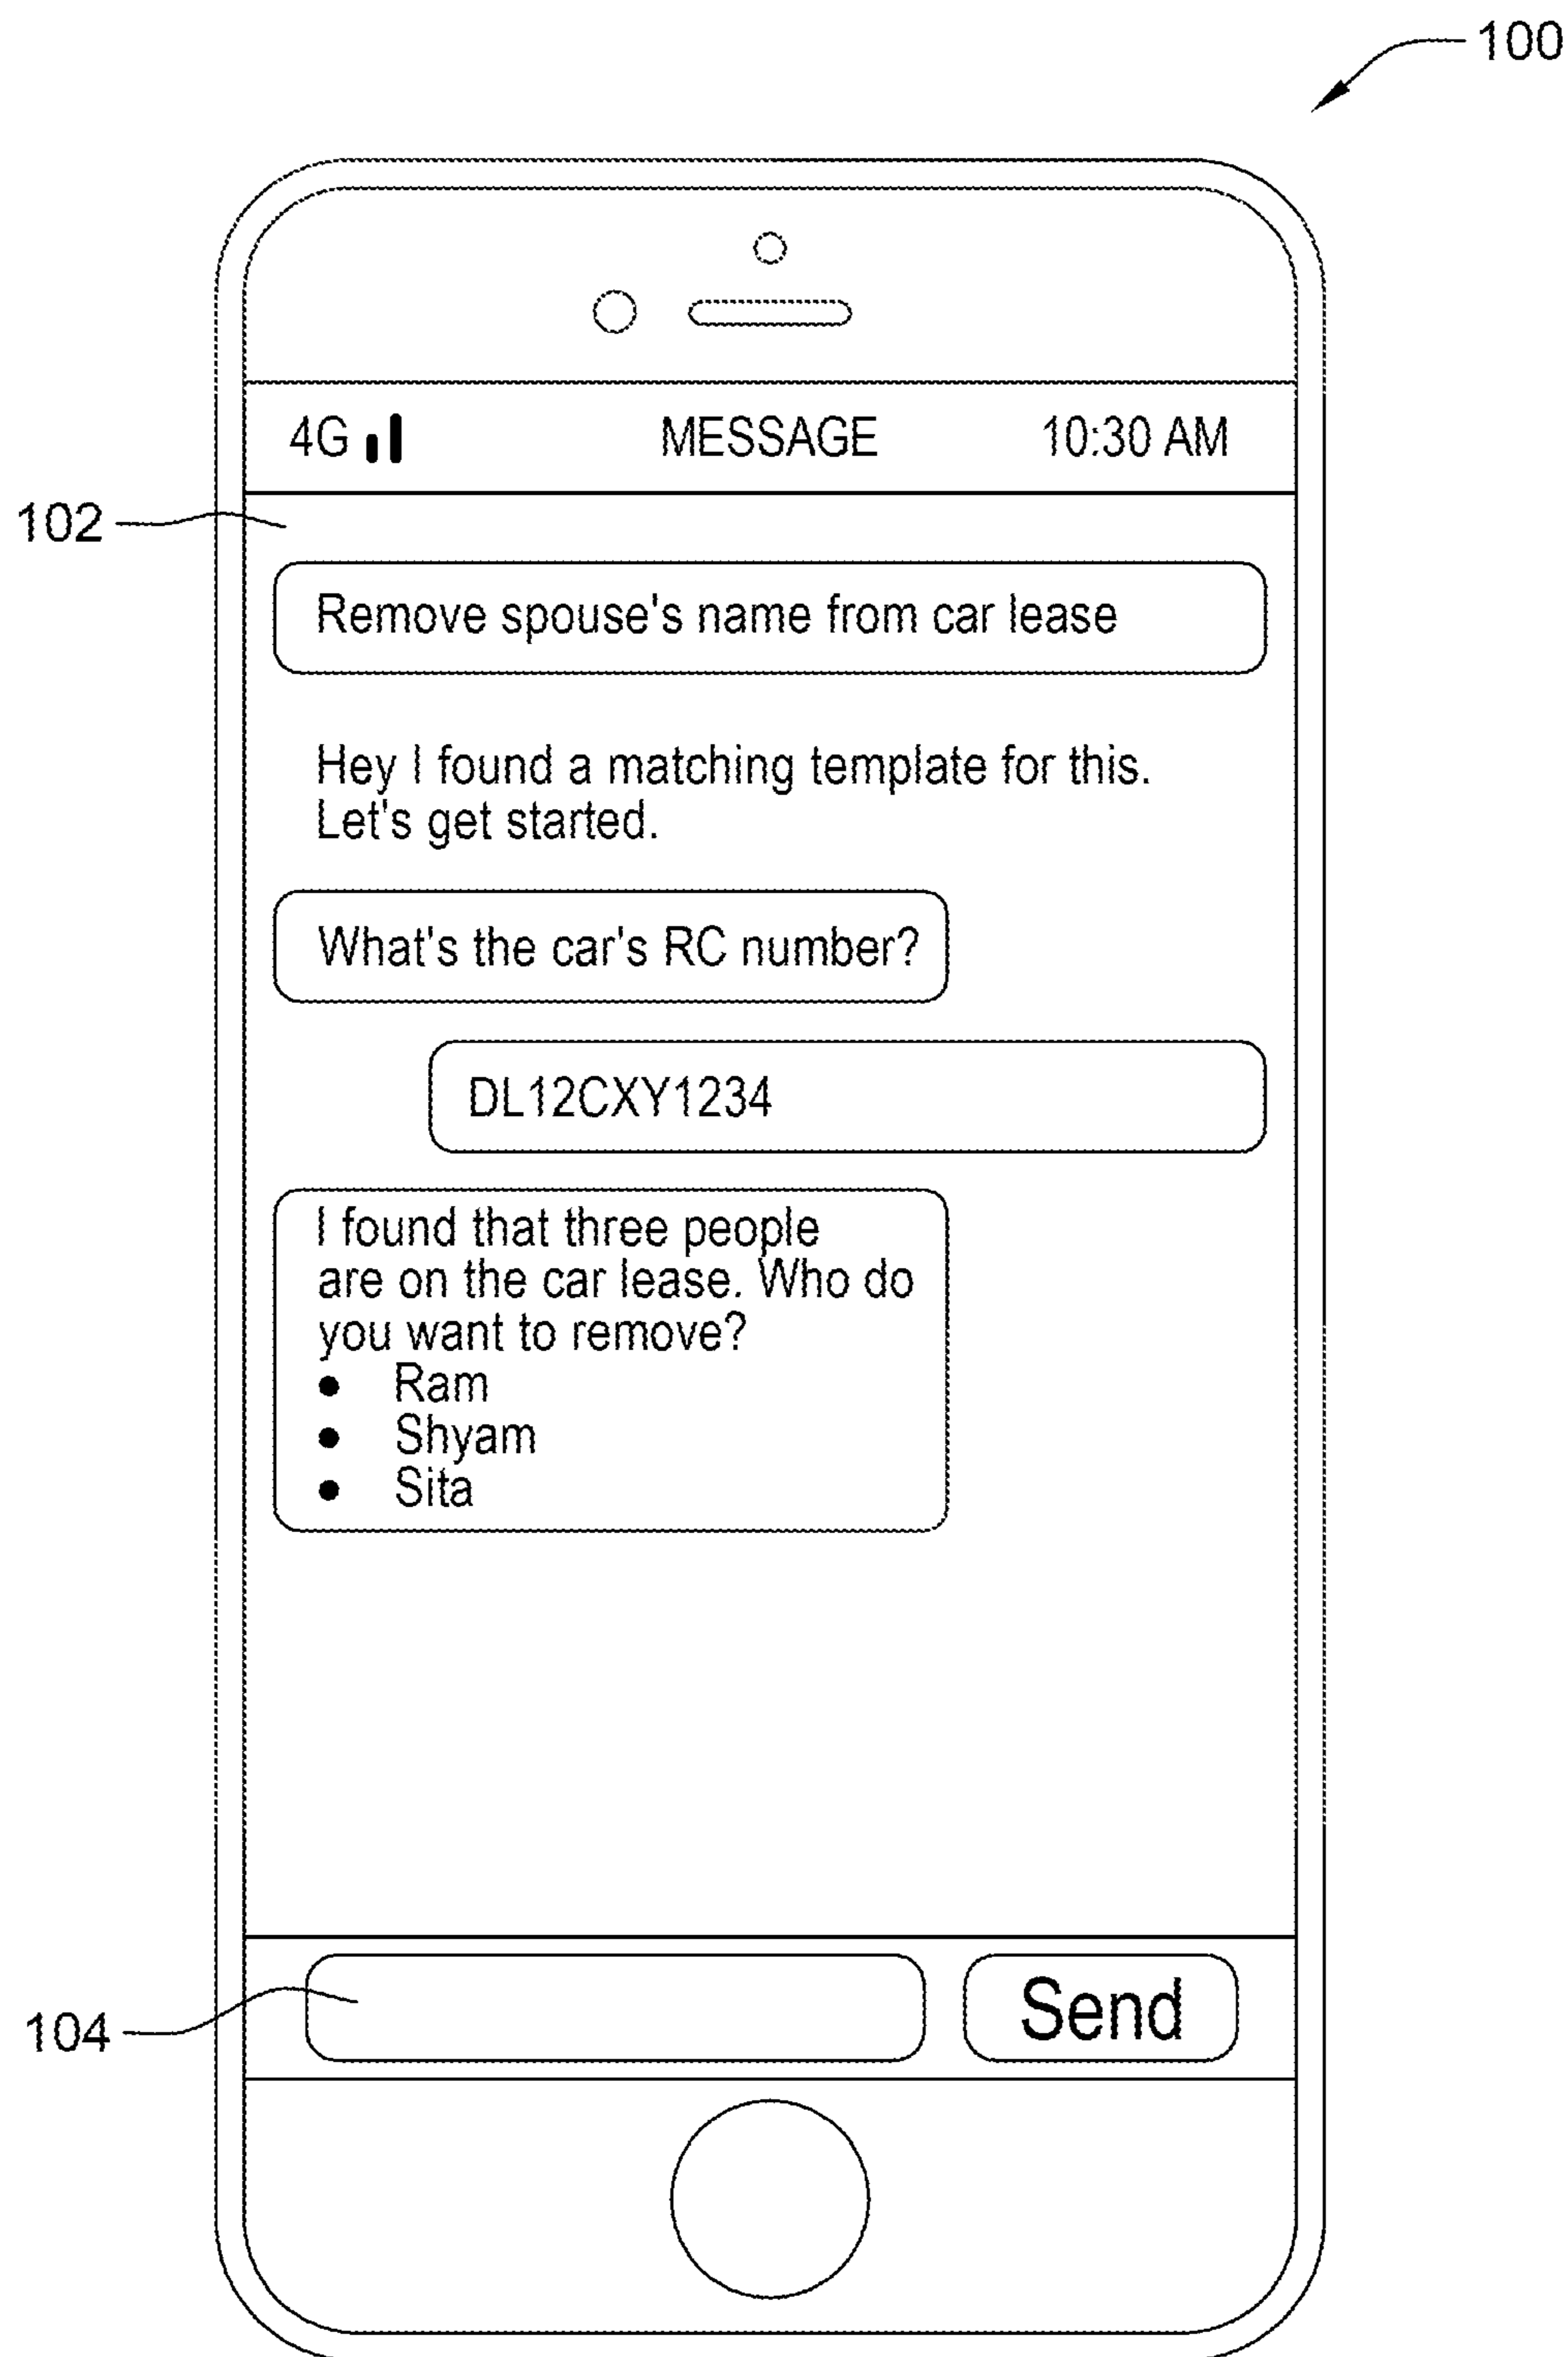 100
4G MESSAGE 10:30 AM
102
Remove spouse's name from car lease
Hey I found a matching template for this.
Let's get started.
What's the car's RC number?
DL12CXY1234
I found that three people
are on the car lease. Who do
you want to remove?
• Ram
• Shyam
• Sita
104
Send